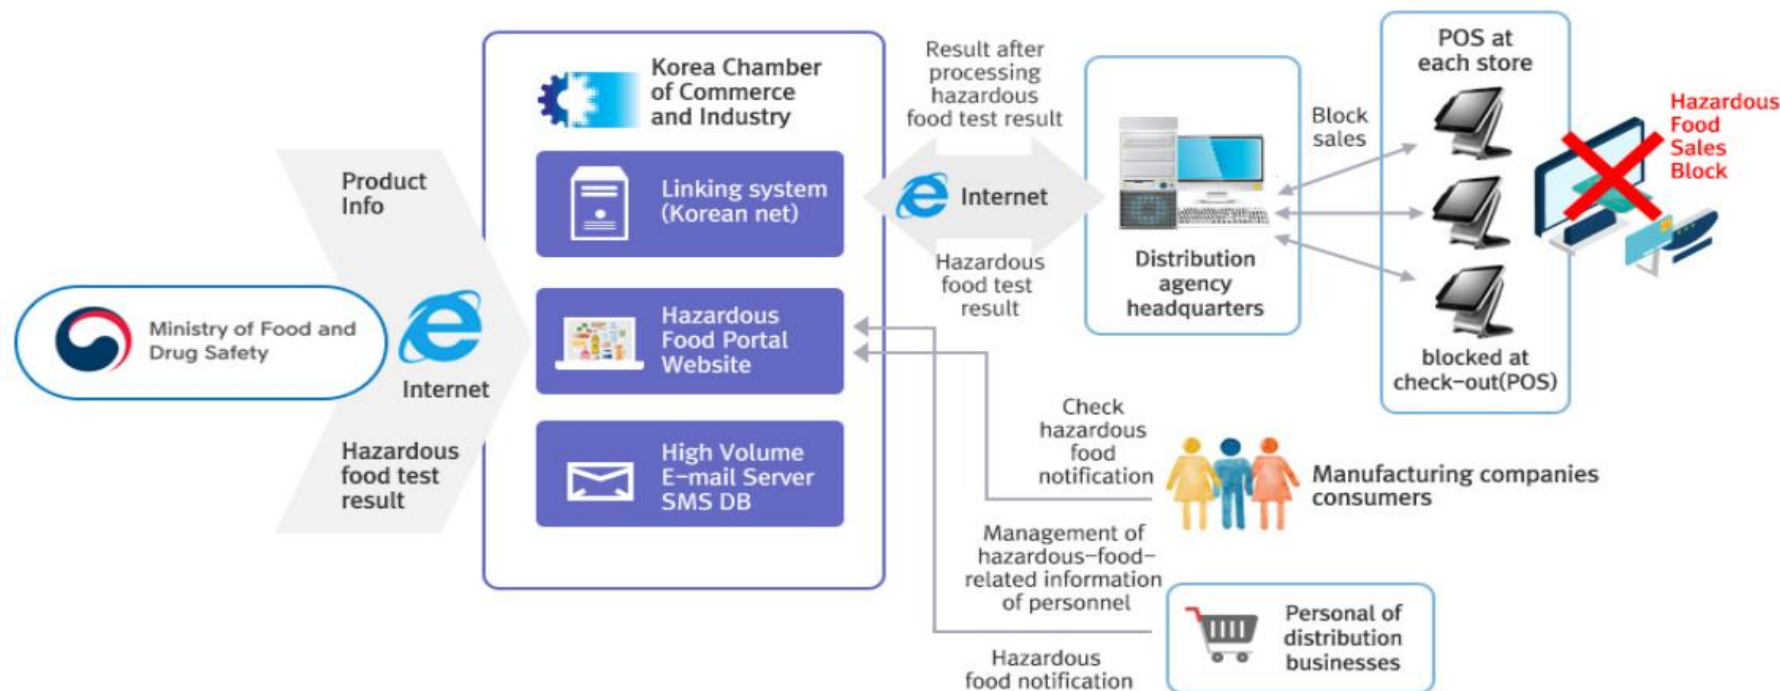 Ministry of Food and
Drug Safety
Product
Info
Internet
Hazardous
food test
result
Korea Chamber
of Commerce
and Industry
Linking system
(Korean net)
Hazardous
Food Portal
Website
High Volume
E-mail Server
SMS DB
Result after
processing
hazardous
food test result
Internet
Hazardous
food test
result
Distribution
agency
headquarters
Block
sales
POS at
each store
blocked at
check-out(POS)
Hazardous
Food
Sales
Block
Check
hazardous
food
notification
Manufacturing companies
consumers
Management of
hazardous-food-
related information
of personnel
Hazardous
food notification
Personal of
distribution
businesses